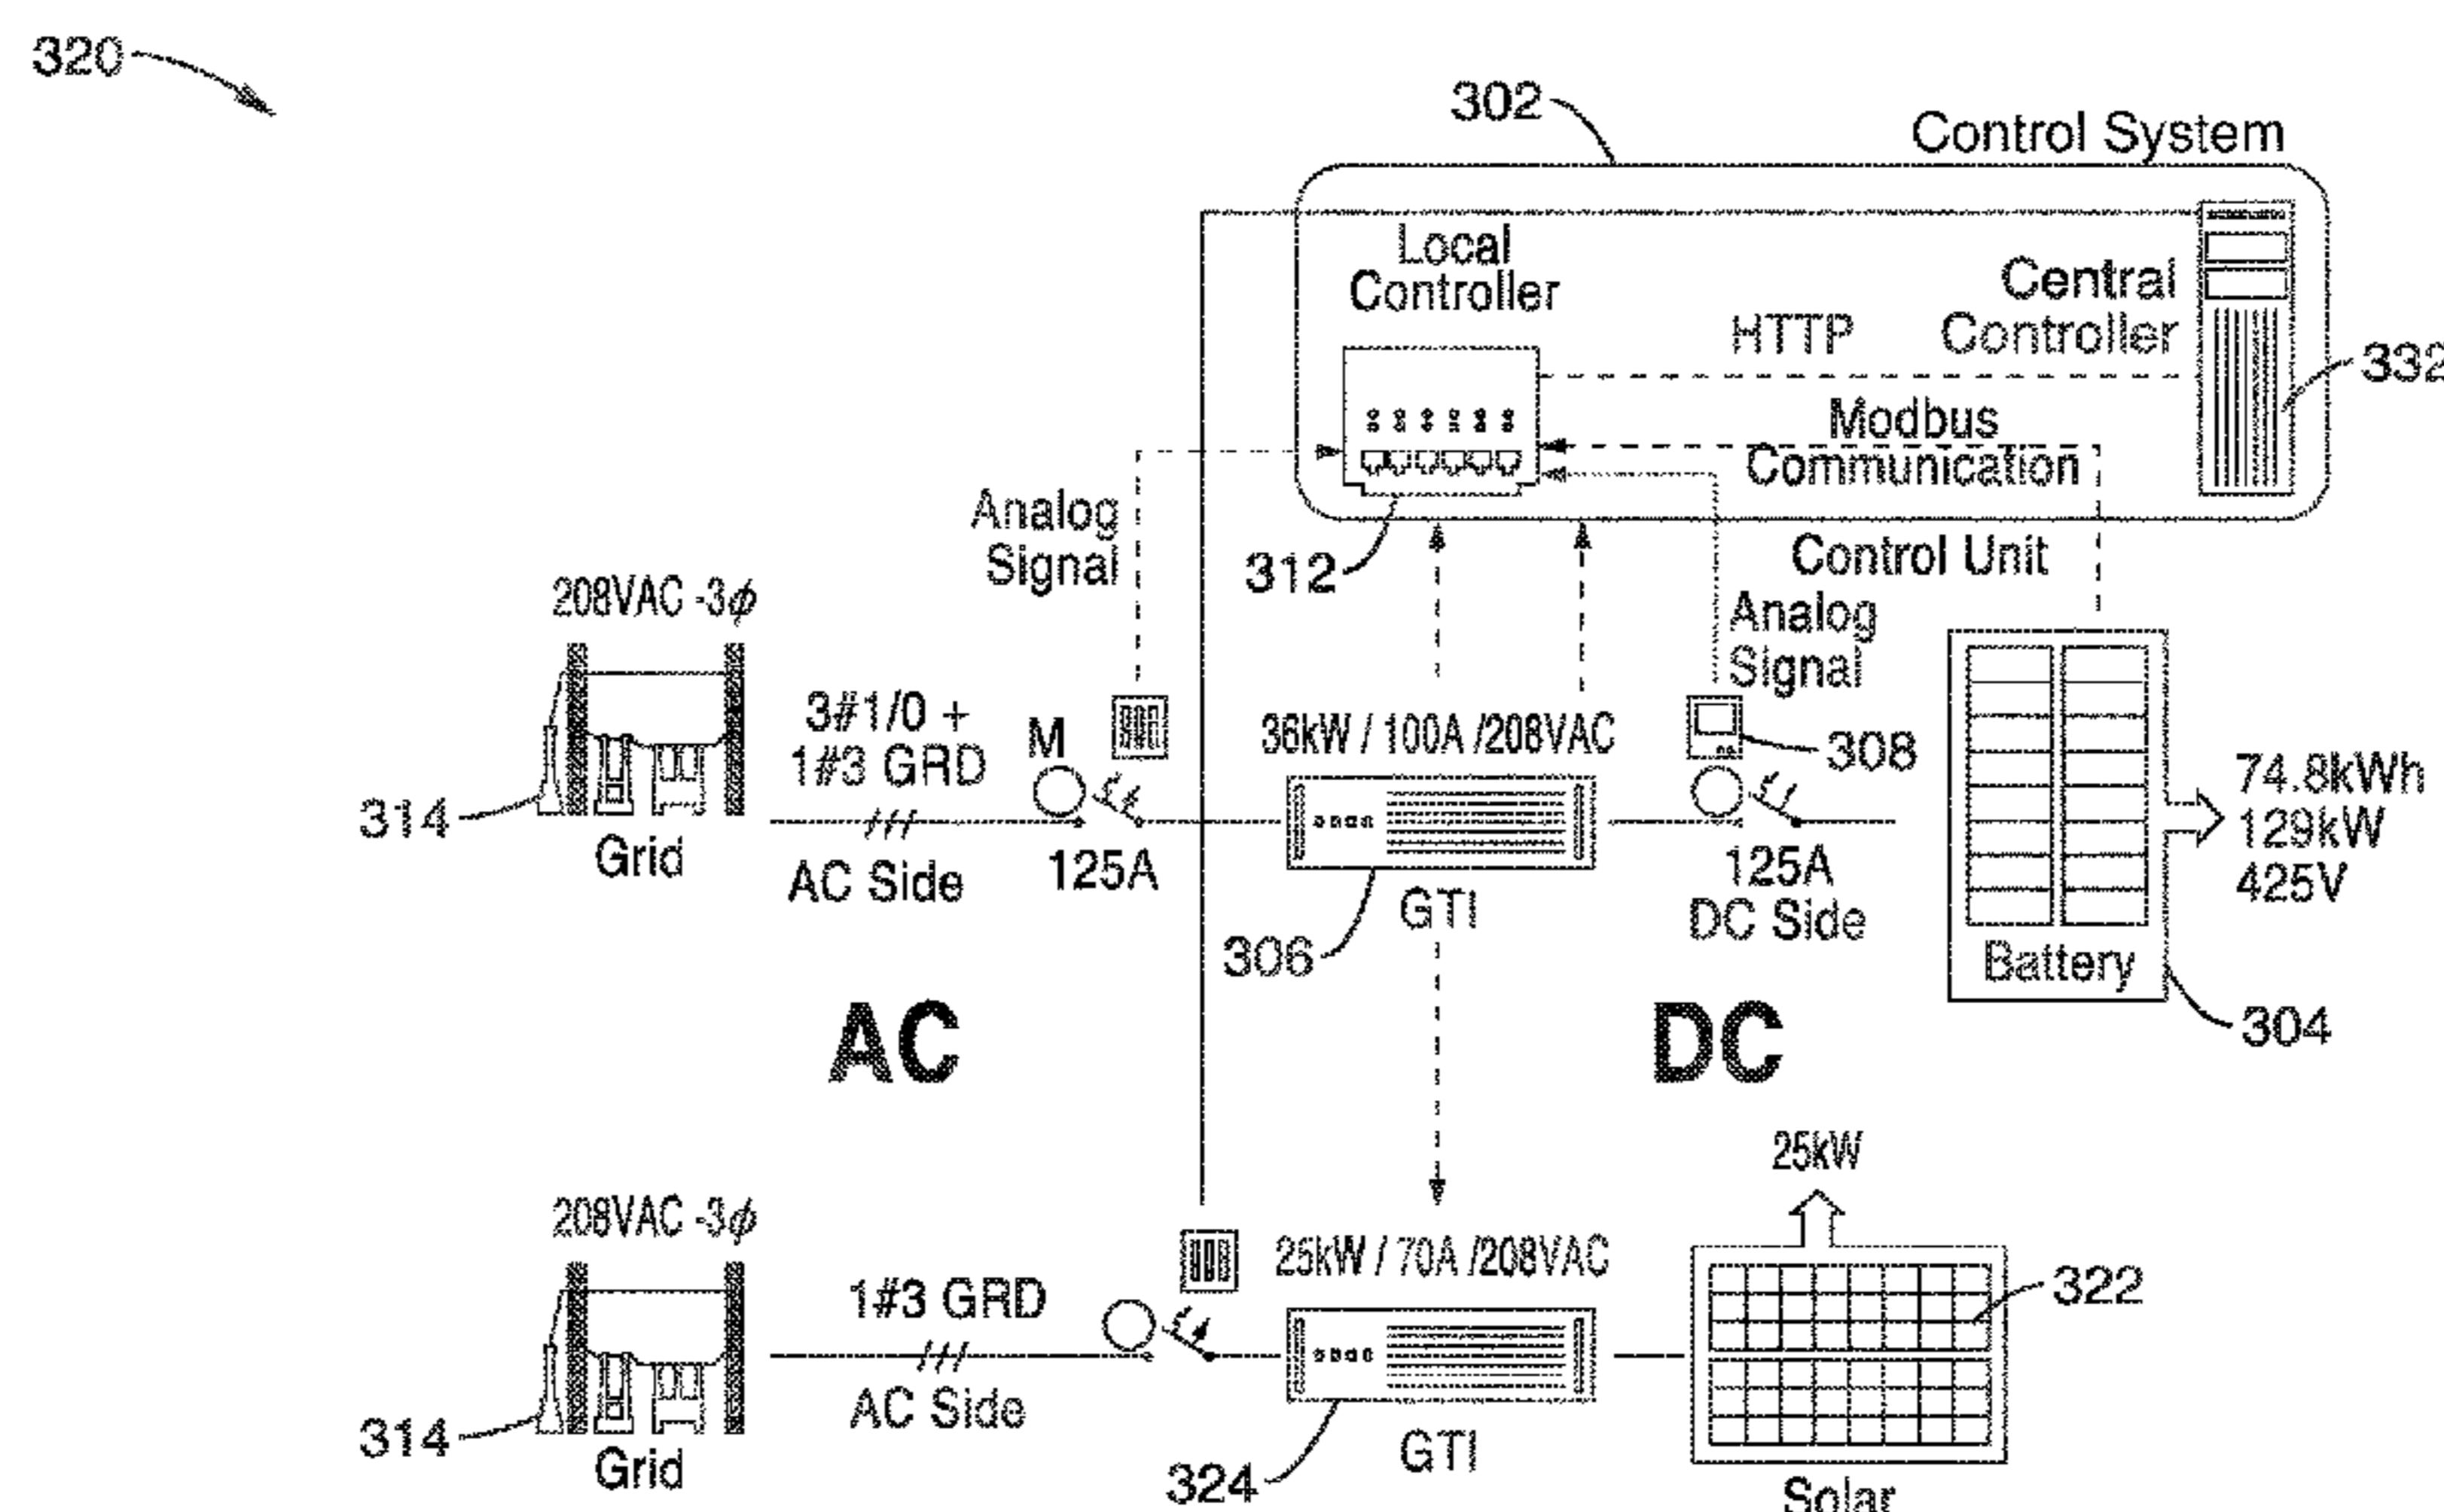 320
302
Control System
Local
Controller
Central
Controller
HTTP
332
Modbus
Communication
Analog
Signal
312
Control Unit
Analog
Signal
208VAC -3ϕ
3#1/0 +
1#3 GRD
M
36kW / 100A /208VAC
308
314
Grid
AC Side
125A
GTI
306
125A
DC Side
74.8kWh
129kW
425V
Battery
304
AC
DC
25kW
208VAC -3ϕ
1#3 GRD
25kW / 70A /208VAC
322
314
Grid
AC Side
324
GTI
Solar